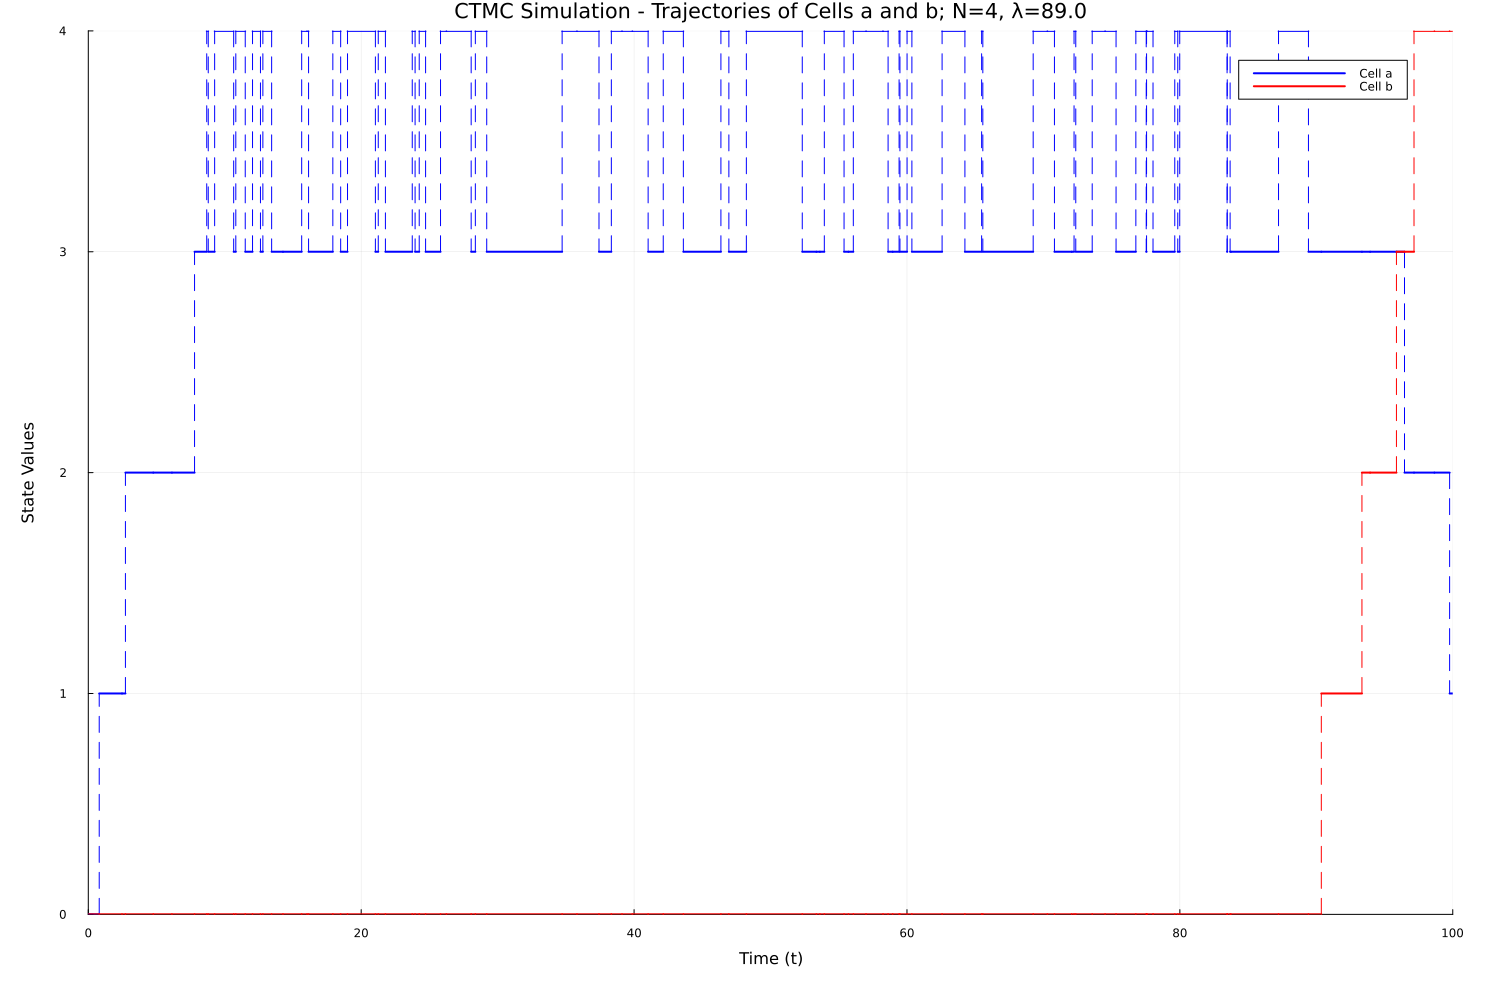 CTMC Simulation - Trajectories of Cells a and b; N=4, λ=89.0
4
Cell a
Cell b
3
State Values
2
1
0
0 20 40 60 80 100
Time (t)